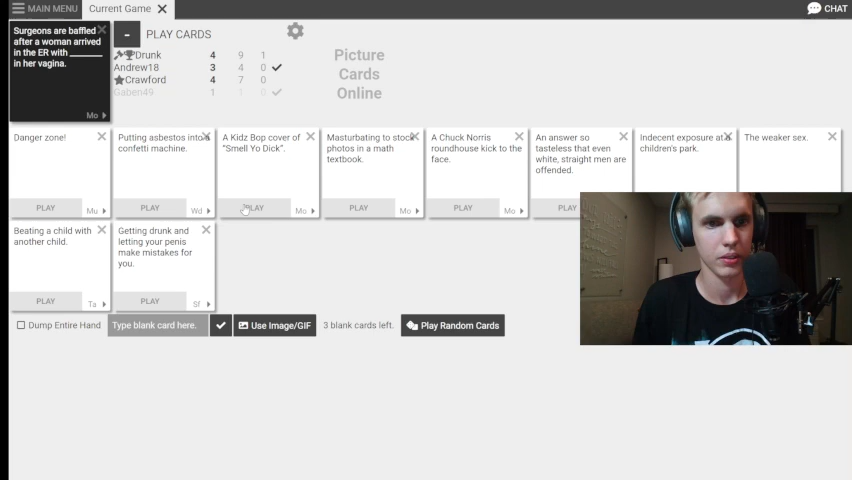 MAIN MENU
Current Game
CHAT
Surgeons are baffled
after a woman arrived
in the ER with ________
in her vagina.
Mo
-
PLAY CARDS
Drunk 4 9 1
Andrew18 3 4 0
Crawford 4 7 0
Gaben49 1
Picture
Cards
Online
Danger zone!
PLAY
Mu
Putting asbestos into a
confetti machine.
PLAY
Wd
A Kidz Bop cover of
"Smell Yo Dick".
PLAY
Mo
Masturbating to stock
photos in a math
textbook.
PLAY
Mo
A Chuck Norris
roundhouse kick to the
face.
PLAY
Mo
An answer so
tasteless that even
white, straight men are
offended.
PLAY
Indecent exposure at a
children's park.
The weaker sex.
Beating a child with
another child.
PLAY
Ta
Getting drunk and
letting your penis
make mistakes for
you.
PLAY
Sf
Dump Entire Hand
Type blank card here.
Use Image/GIF
3 blank cards left.
Play Random Cards